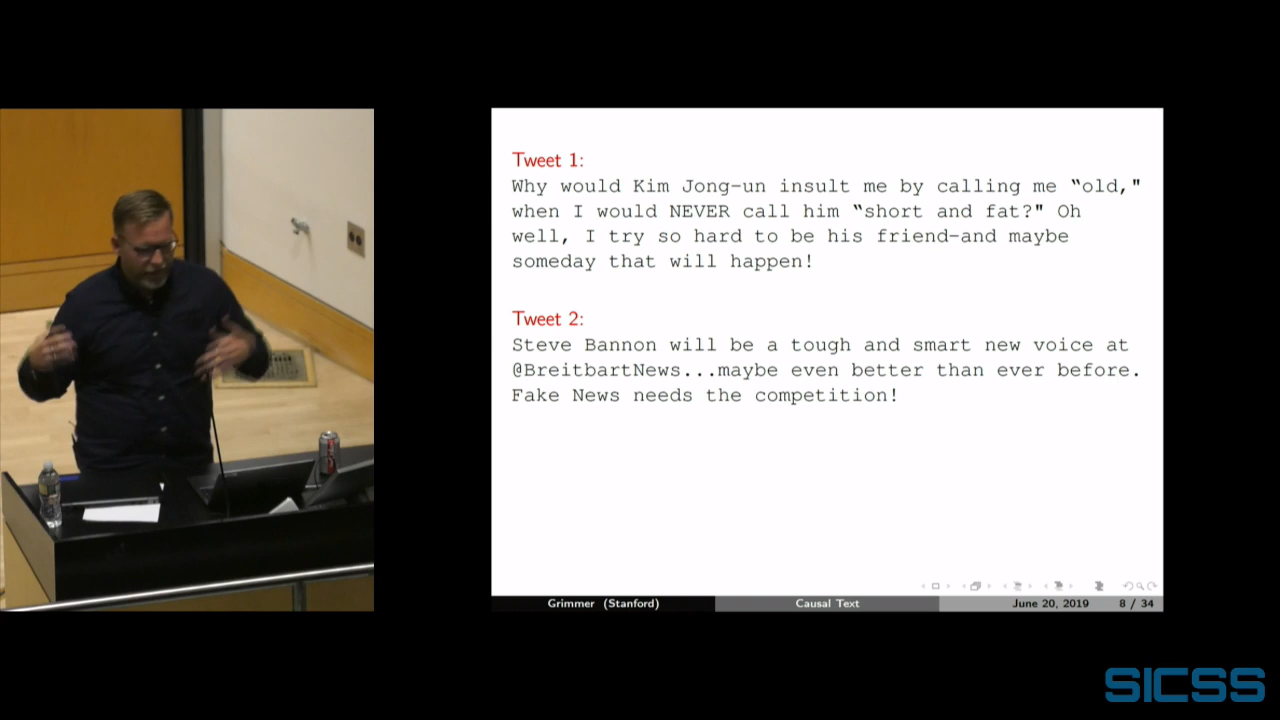 Tweet 1:
Why would Kim Jong-un insult me by calling me “old,"
when I would NEVER call him “short and fat?" Oh
well, I try so hard to be his friend-and maybe
someday that will happen!
Tweet 2:
Steve Bannon will be a tough and smart new voice at
@BreitbartNews...maybe even better than ever before.
Fake News needs the competition!
Grimmer (Stanford)
Causal Text
June 20, 2019
8 / 34
SICSS